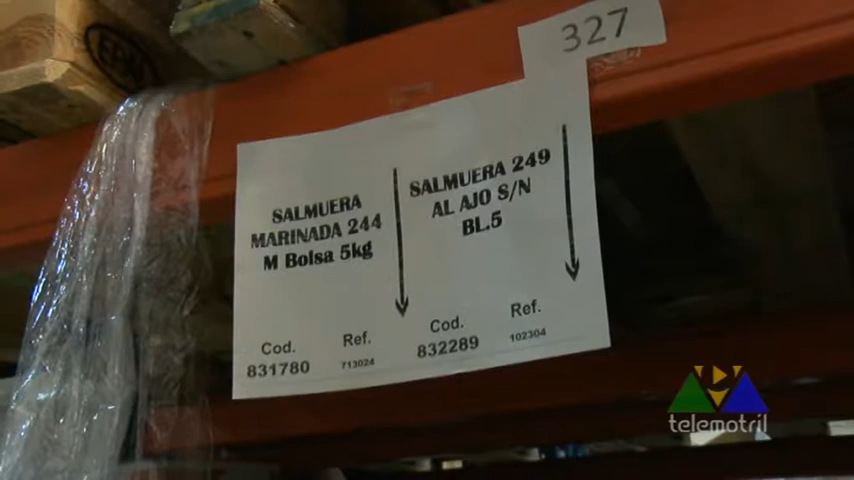 EPAL
327
SALMUERA
MARINADA 244
M Bolsa 5kg
Cod.
831780
Ref.
713024
SALMUERA 249
AL AJO S/N
BL.5
Cod.
832289
Ref.
102304
telemotril